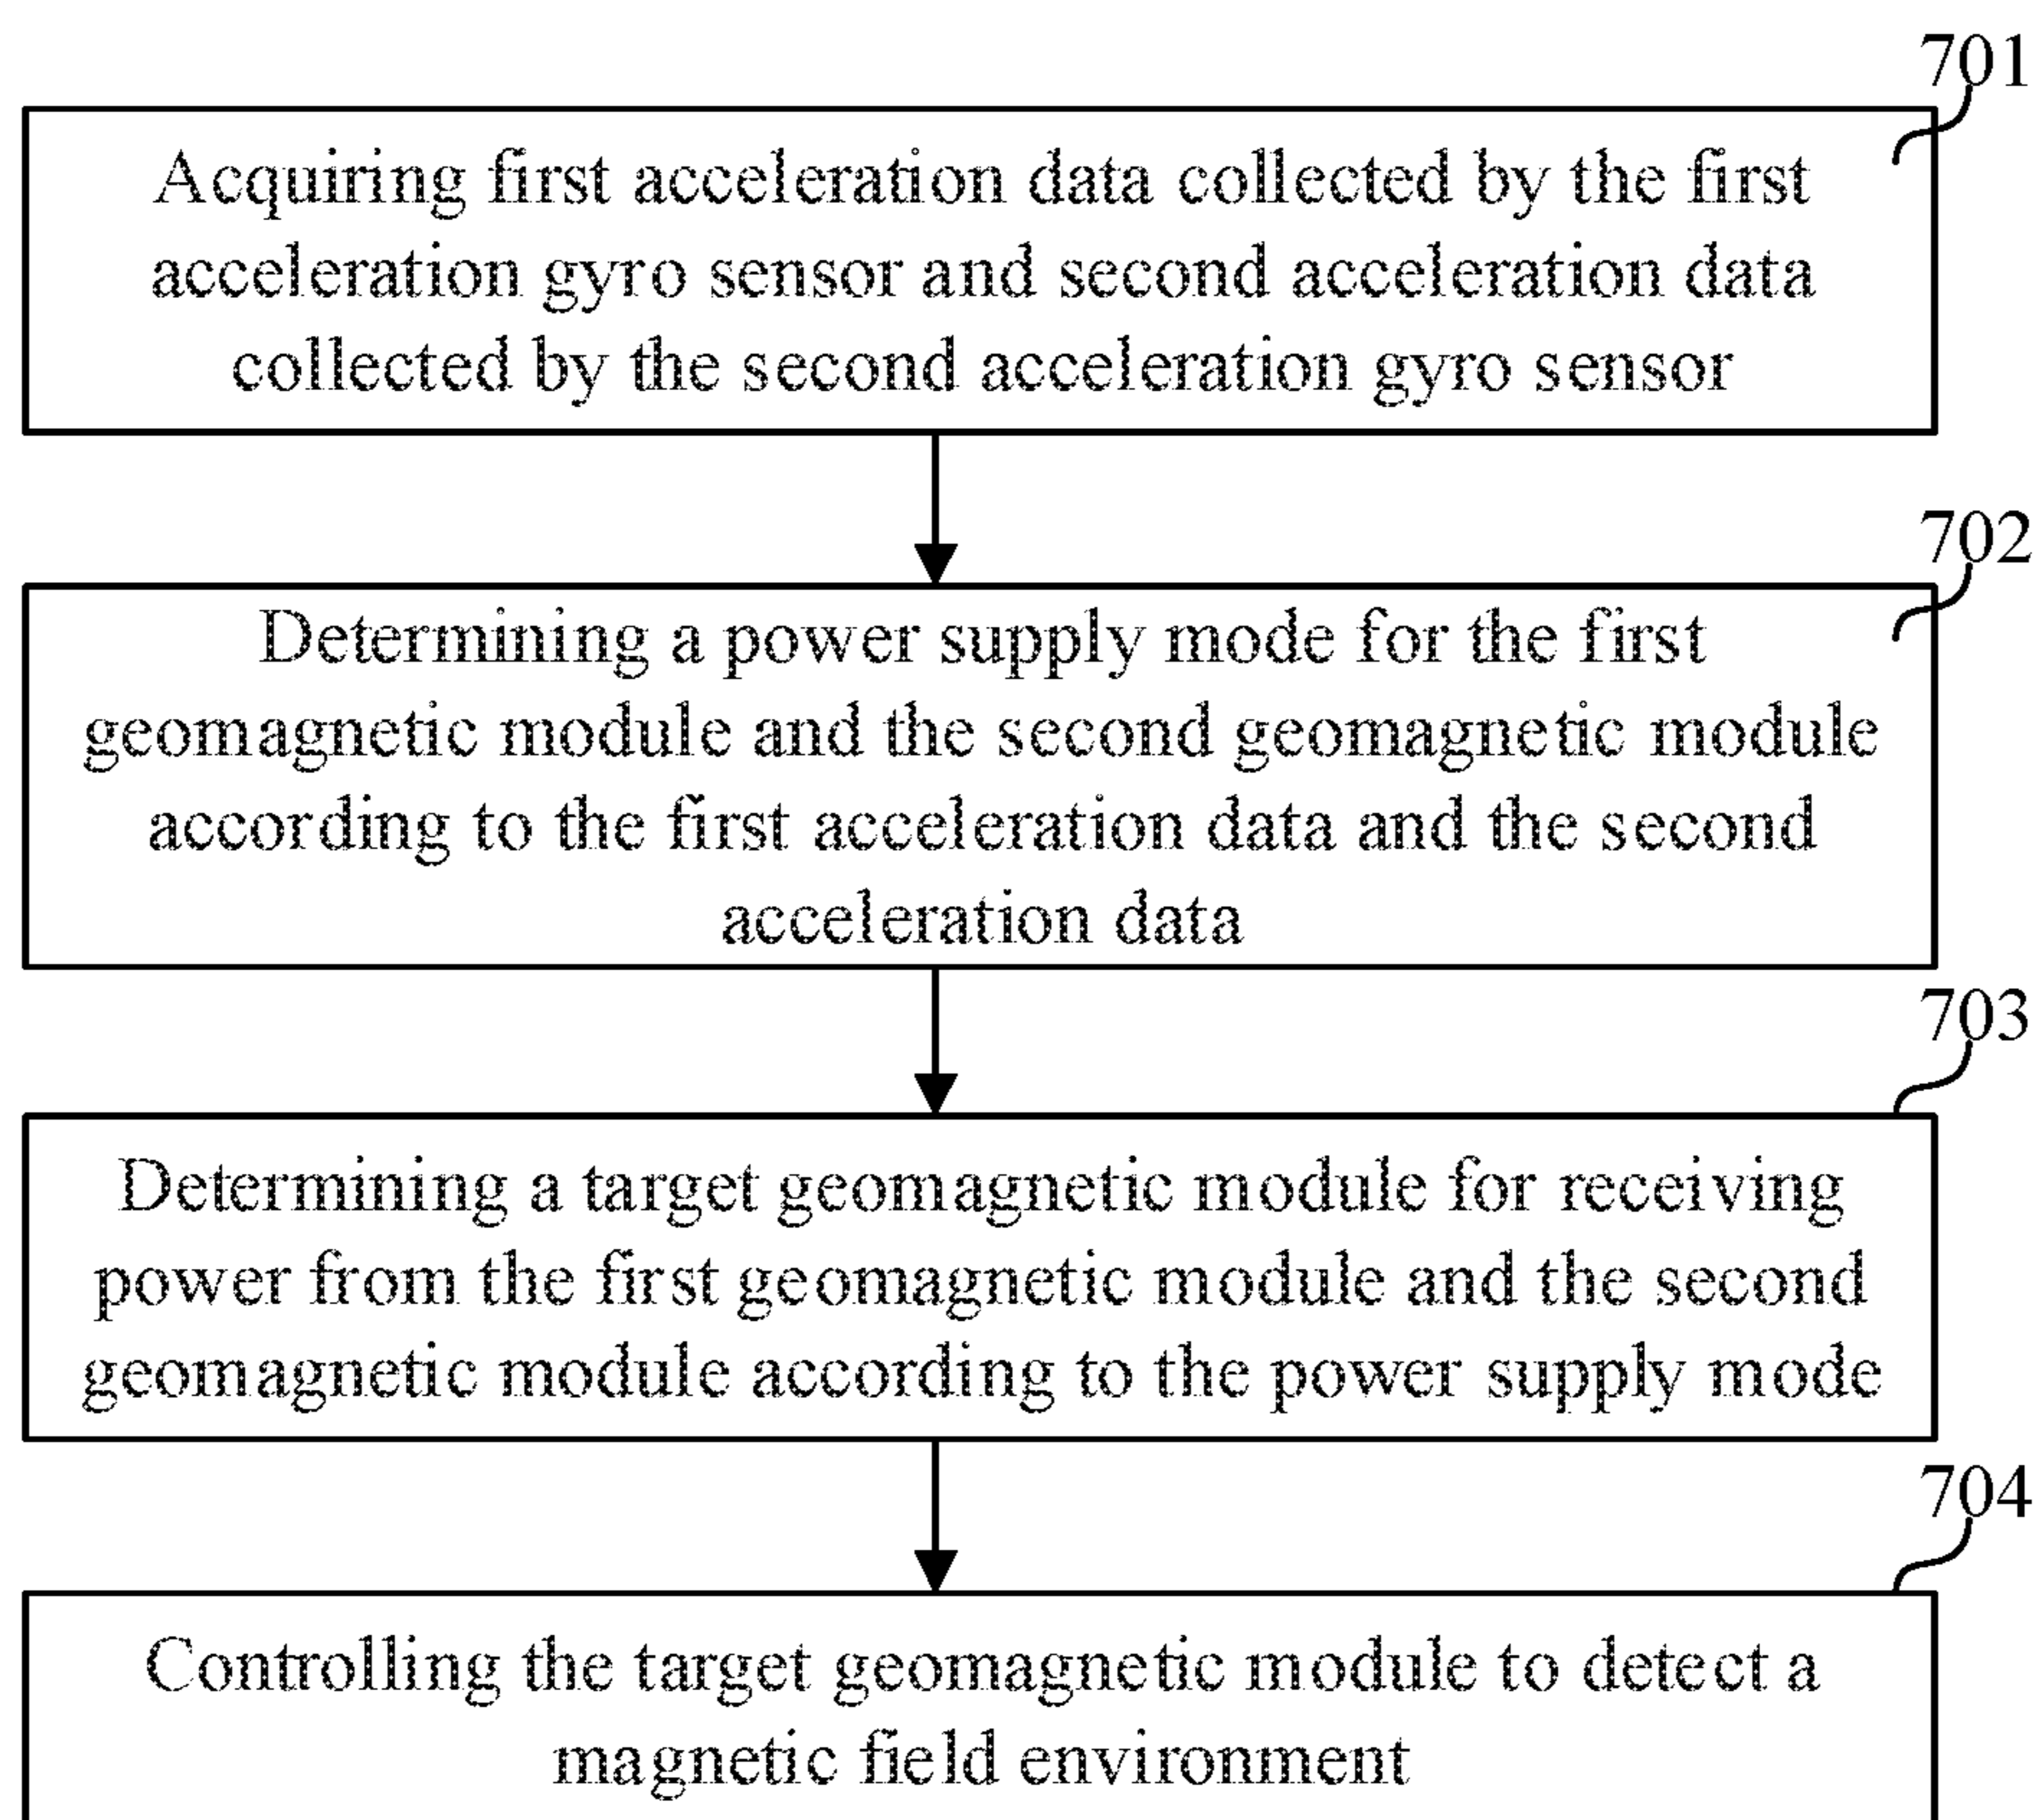 701
Acquiring first acceleration data collected by the first
acceleration gyro sensor and second acceleration data
collected by the second acceleration gyro sensor
702
Determining a power supply mode for the first
geomagnetic module and the second geomagnetic module
according to the first acceleration data and the second
acceleration data
703
Determining a target geomagnetic module for receiving
power from the first geomagnetic module and the second
geomagnetic module according to the power supply mode
704
Controlling the target geomagnetic module to detect a
magnetic field environment